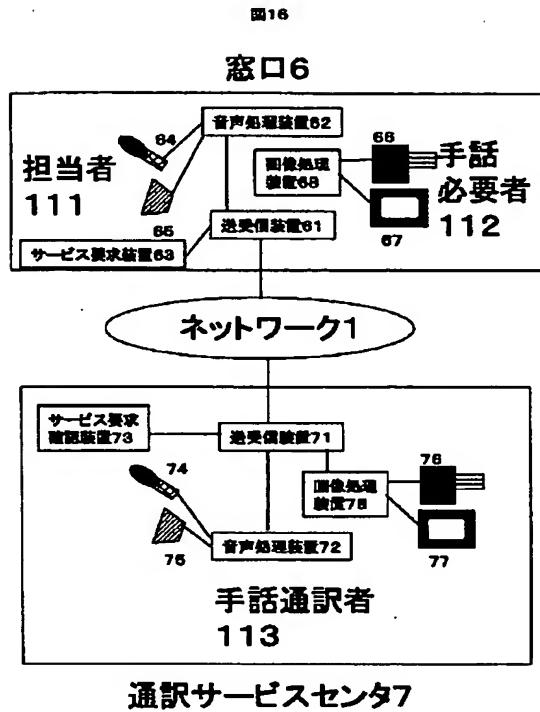 図16
窓口6
64
音声処理装置62
66
担当者
111
画像処理
装置68
手話
必要者
112
65
67
送受信装置61
サービス要求装置63
ネットワーク1
サービス要求
確認装置73
送受信装置71
74
76
画像処理
装置78
75
音声処理装置72
77
手話通訳者
113
通訳サービスセンタ7